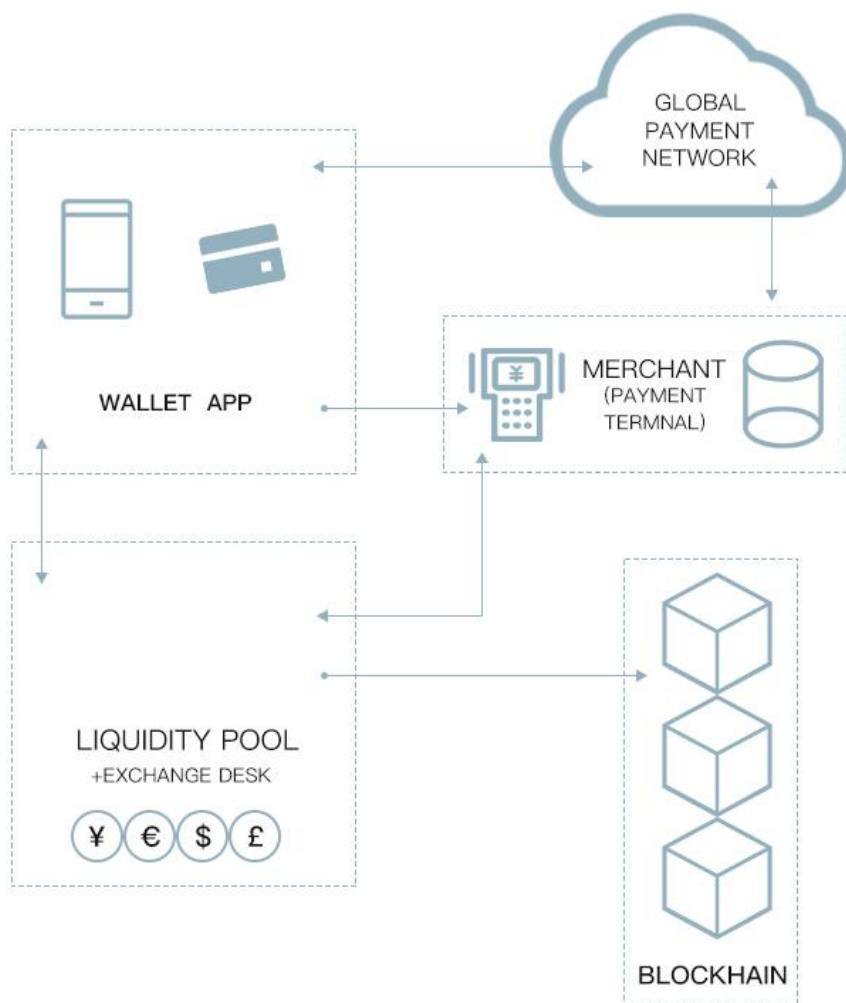 GLOBAL
PAYMENT
NETWORK
WALLET APP
¥
MERCHANT
(PAYMENT
TERMNAL)
LIQUIDITY POOL
+EXCHANGE DESK
¥ € $ £
BLOCKHAIN